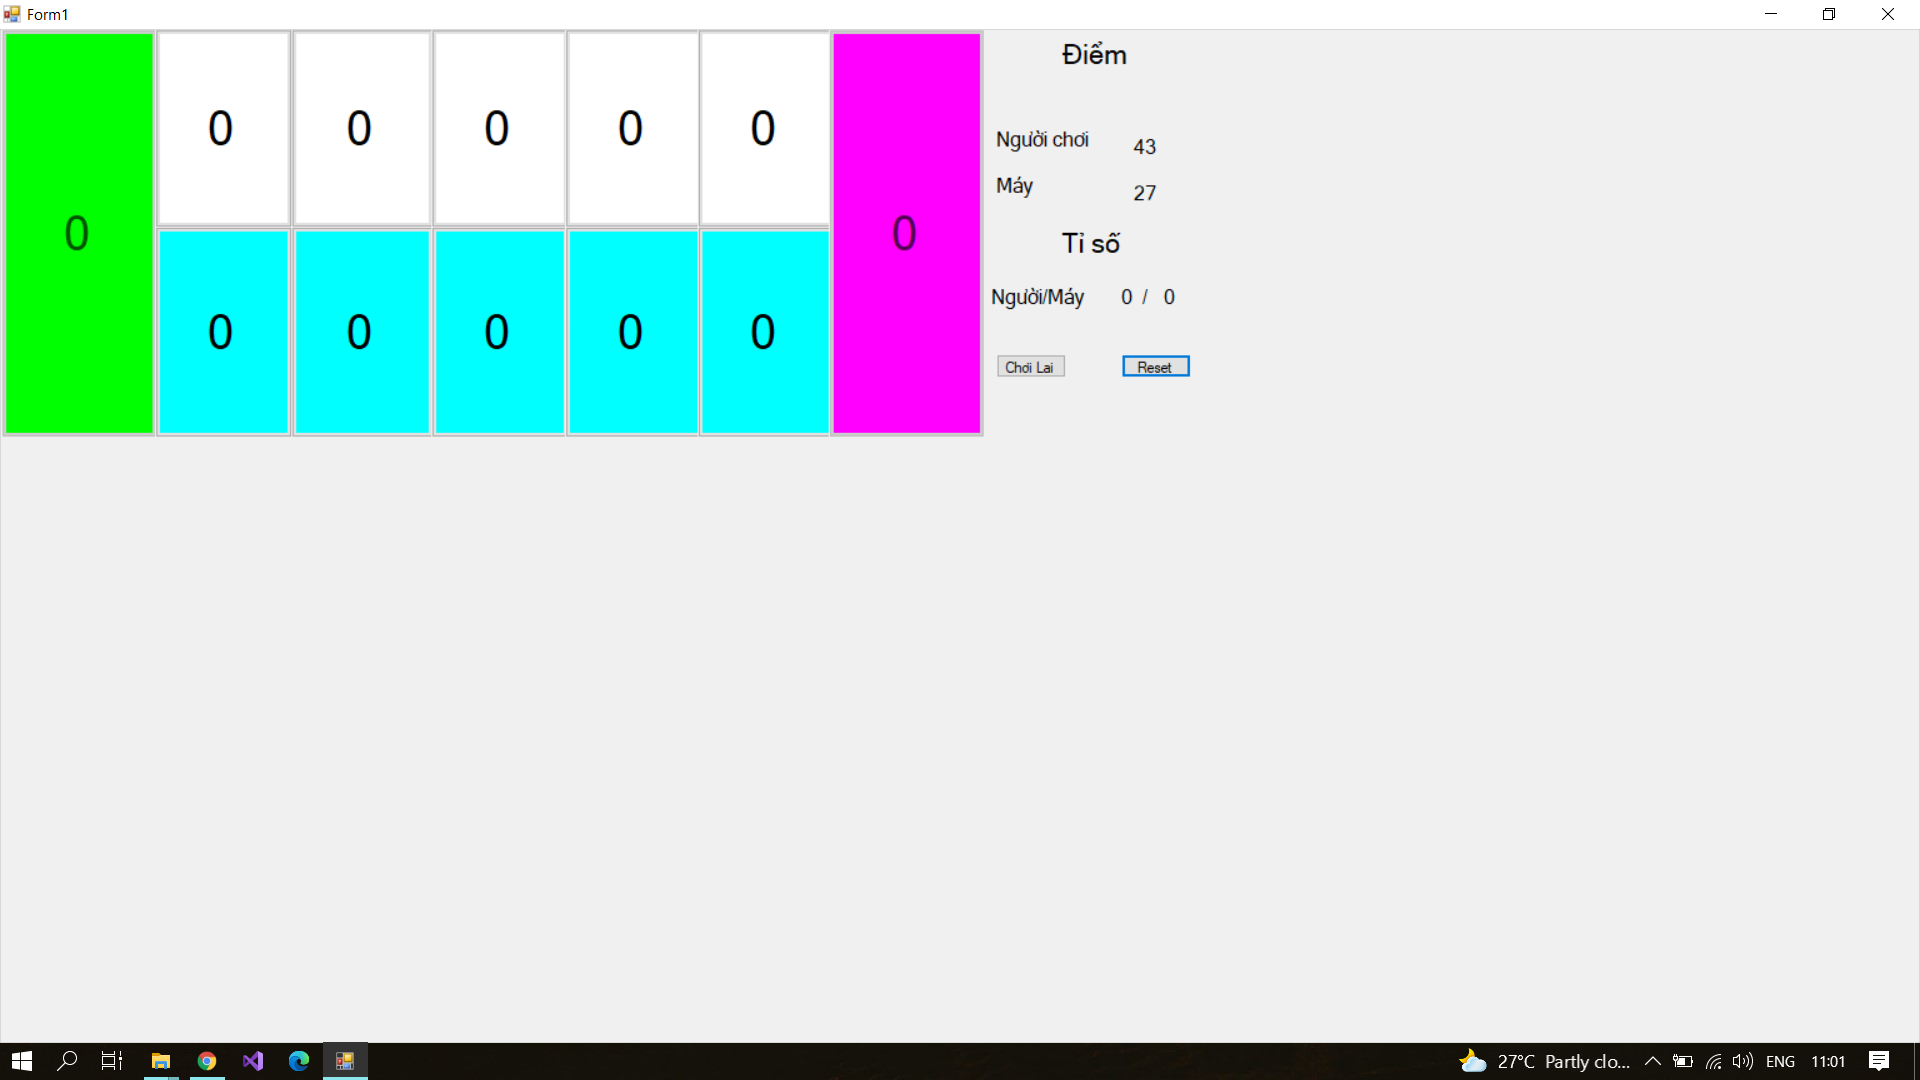 Form1
0 0 0 0 0
0 0
0 0 0 0 0
Điểm
Người chơi 43
Máy 27
Tỉ số
Người/Máy 0 / 0
Chơi Lai Reset
27°C Partly clo... ENG 11:01